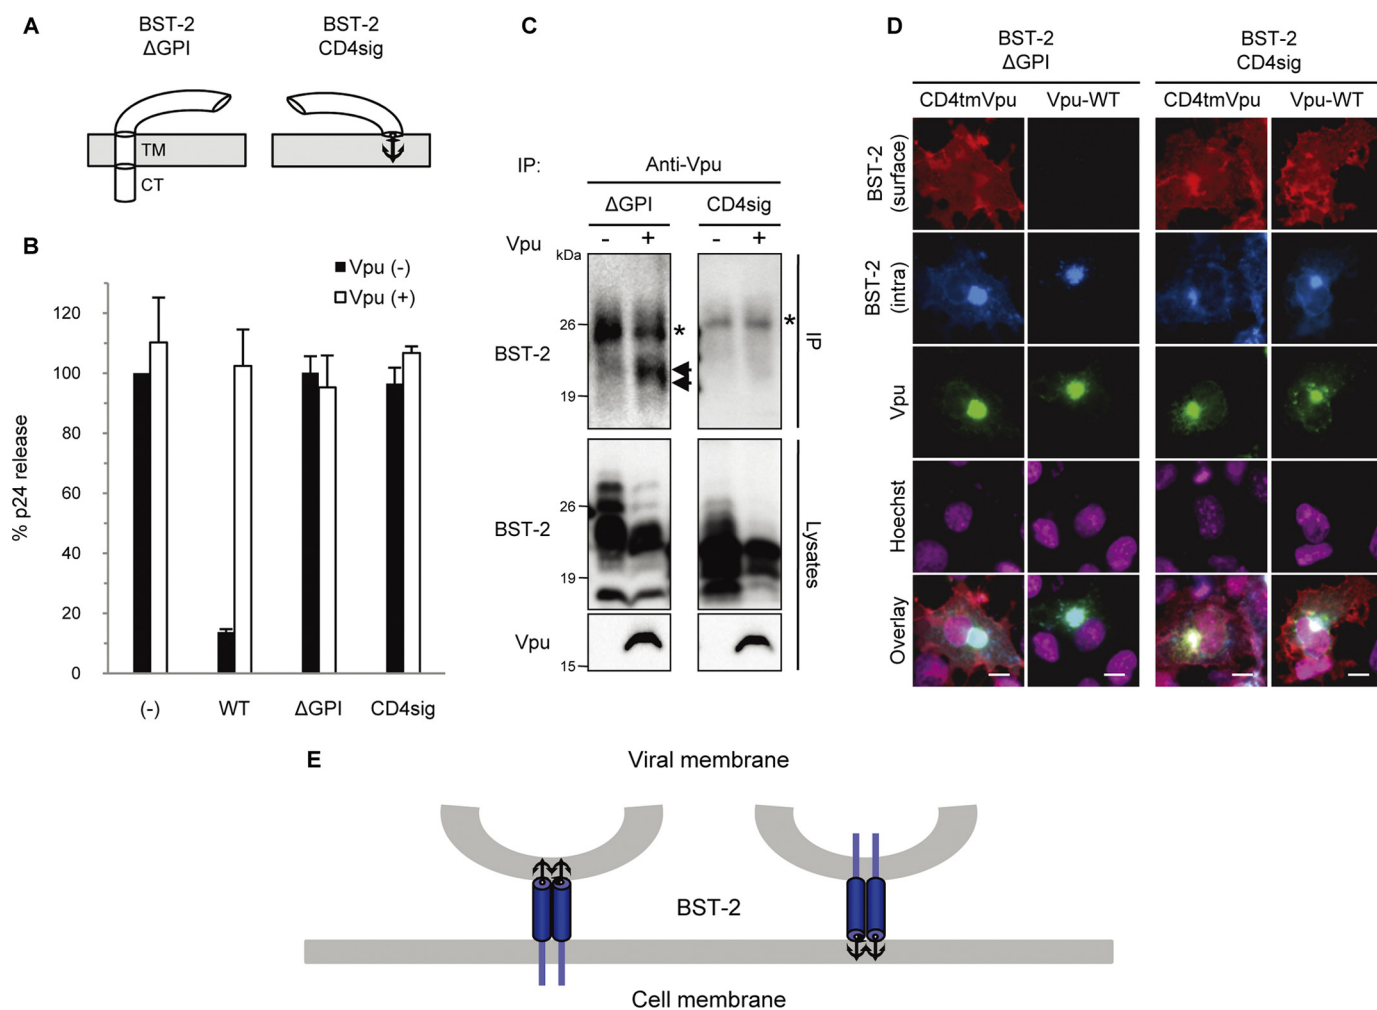 A
BST-2
ΔGPI
BST-2
CD4sig
TM
CT
B
Vpu (-)
Vpu (+)
% p24 release
120
100
80
60
40
20
0
(-)
WT
ΔGPI
CD4sig
C
IP:
Anti-Vpu
ΔGPI
CD4sig
Vpu
-
+
-
+
kDa
26
*
*
BST-2
IP
19
26
BST-2
19
Lysates
Vpu
15
D
BST-2
ΔGPI
BST-2
CD4sig
CD4tmVpu
Vpu-WT
CD4tmVpu
Vpu-WT
BST-2
(surface)
BST-2
(intra)
Vpu
Hoechst
Overlay
E
Viral membrane
BST-2
Cell membrane